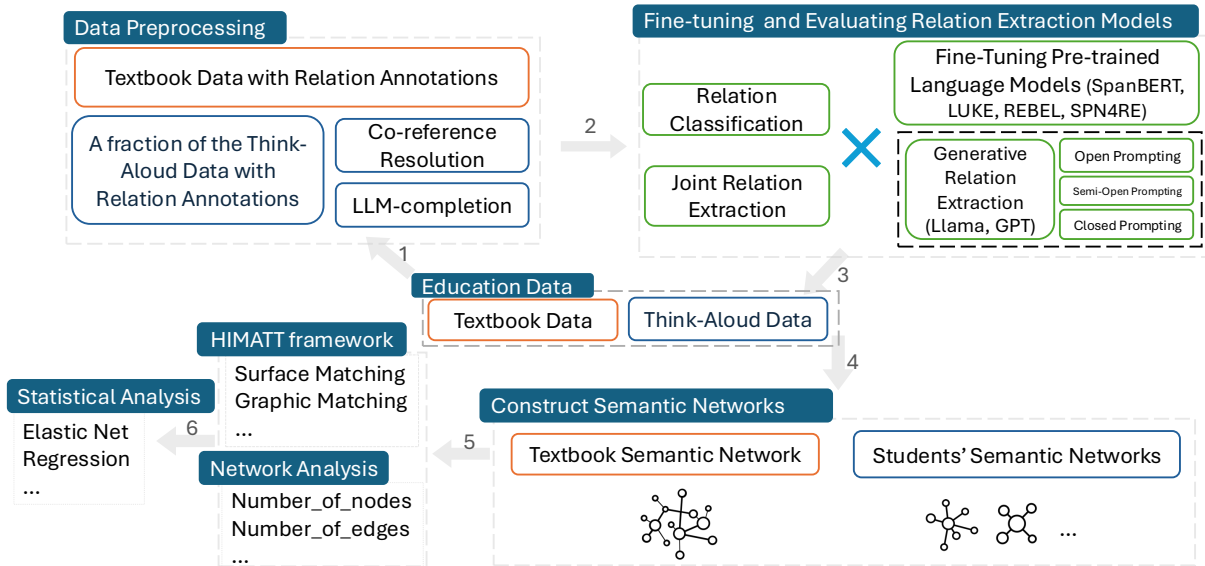 Data Preprocessing
Textbook Data with Relation Annotations
A fraction of the Think-
Aloud Data with
Relation Annotations
Co-reference
Resolution
LLM-completion
2
Fine-tuning and Evaluating Relation Extraction Models
Relation
Classification
Joint Relation
Extraction
Fine-Tuning Pre-trained
Language Models (SpanBERT,
LUKE, REBEL, SPN4RE)
Generative
Relation
Extraction
(Llama, GPT)
Open Prompting
Semi-Open Prompting
Closed Prompting
1
3
Education Data
Textbook Data
Think-Aloud Data
4
HIMATT framework
Surface Matching
Graphic Matching
...
Statistical Analysis
Elastic Net
Regression
...
6
Network Analysis
Number_of_nodes
Number_of_edges
...
5
Construct Semantic Networks
Textbook Semantic Network
Students' Semantic Networks
...